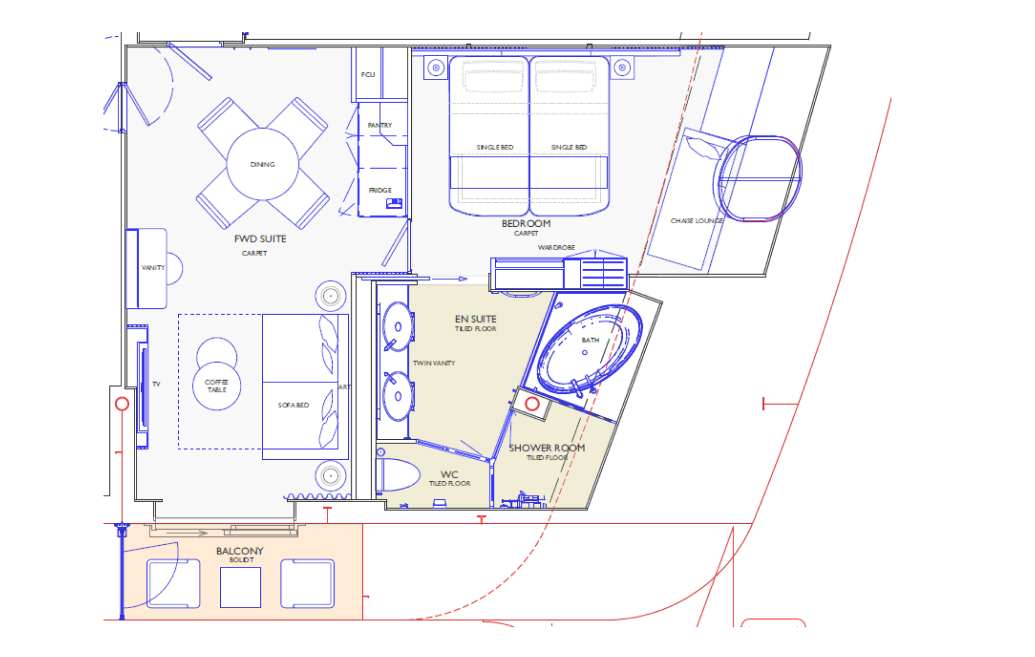 FCU
PANTRY
DINING
SINGLE BED
SINGLE BED
FRIDGE
CHAISE LOUNGE
BEDROOM
CARPET
FWD SUITE
CARPET
WARDROBE
VANITY
EN SUITE
TILED FLOOR
BATH
TWIN VANITY
TV
COFFEE
TABLE
ART
SOFA BED
SHOWER ROOM
TILED FLOOR
WC
TILED FLOOR
BALCONY
BOLIDT